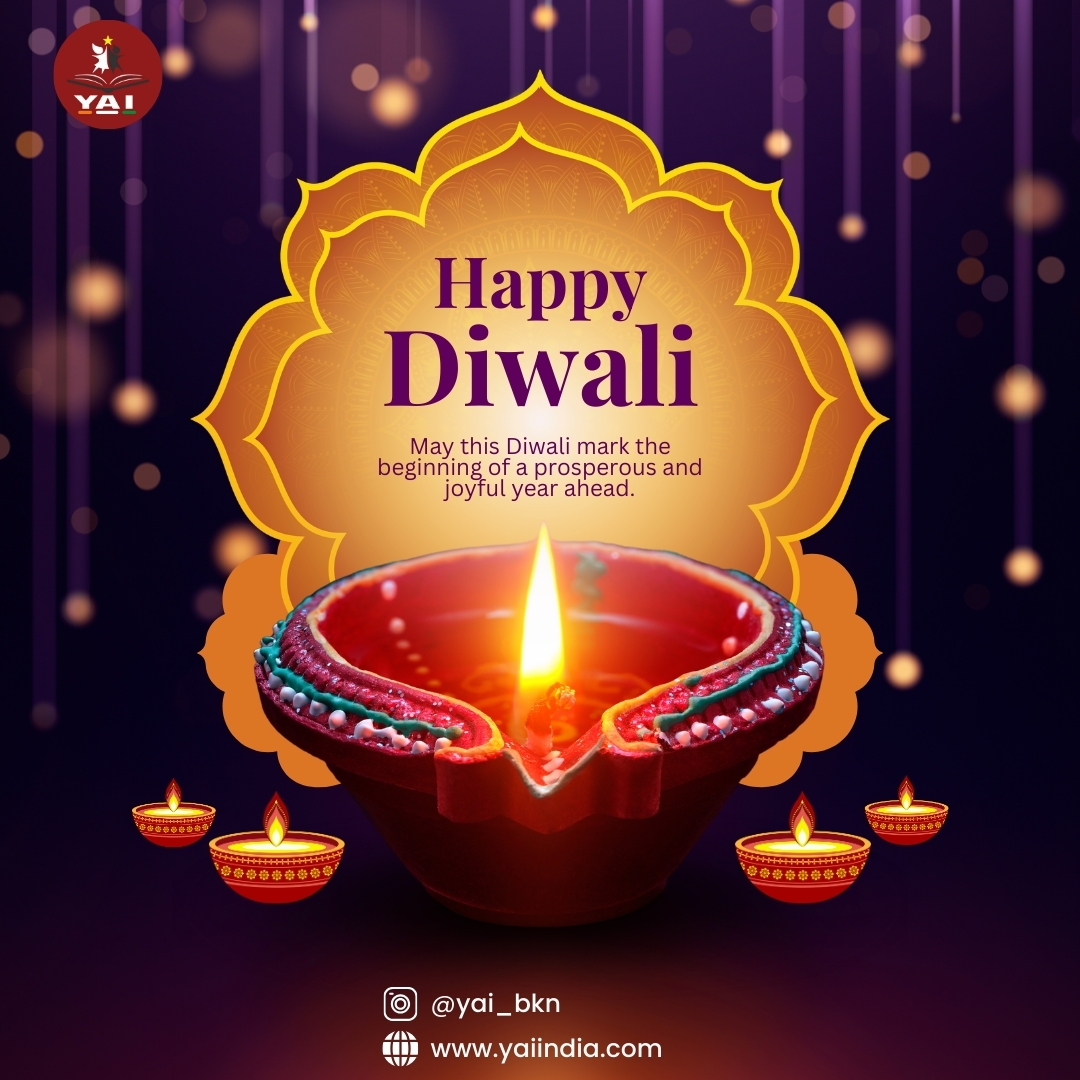 YAI
Happy
Diwali
May this Diwali mark the
beginning of a prosperous and
joyful year ahead.
@yai_bkn
www.yaiindia.com